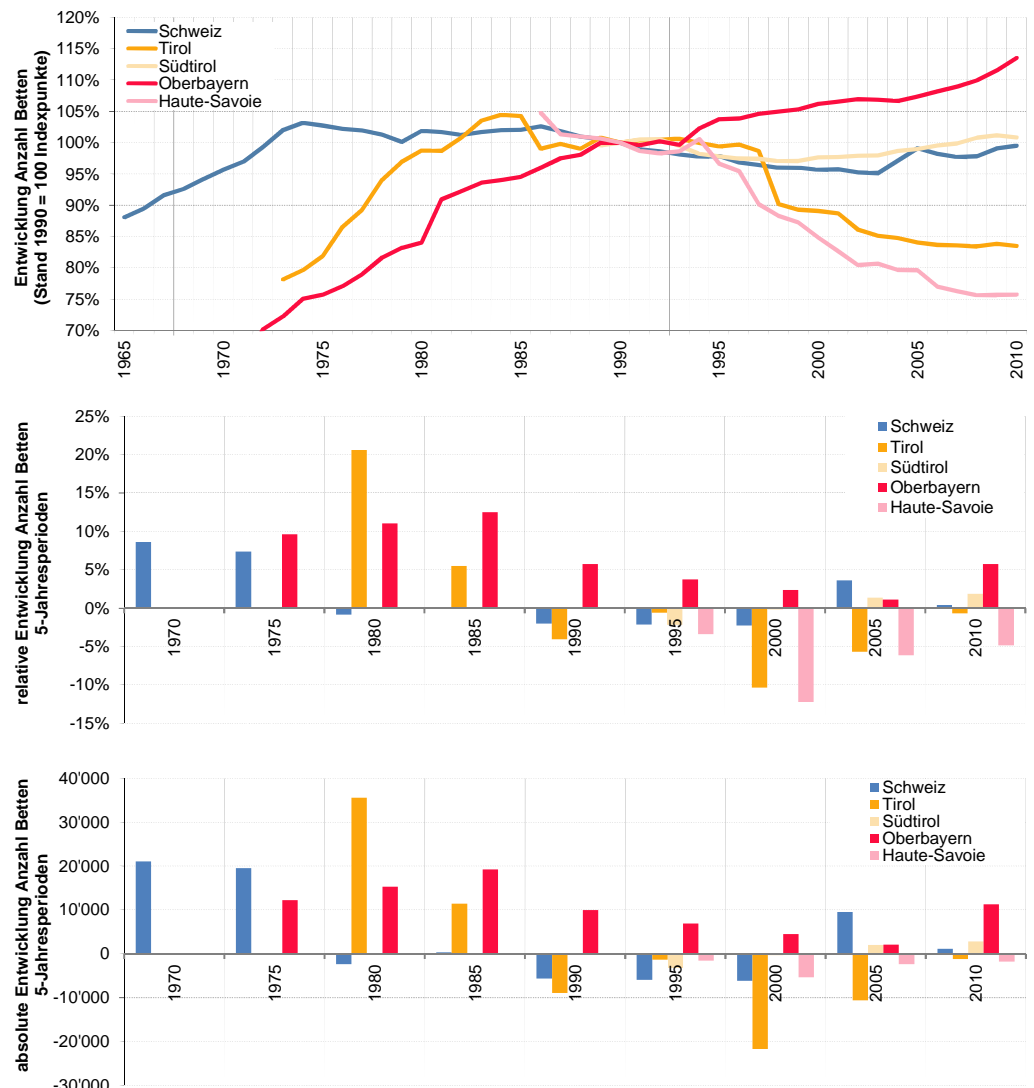 120%
115%
110%
105%
100%
95%
90%
85%
80%
75%
70%
Entwicklung Anzahl Betten
(Stand 1990 = 100 Indexpunkte)
Schweiz
Tirol
Südtirol
Oberbayern
Haute-Savoie
1965
1970
1975
1980
1985
1990
1995
2000
2005
2010
25%
20%
15%
10%
5%
0%
-5%
-10%
-15%
relative Entwicklung Anzahl Betten
5-Jahresperioden
Schweiz
Tirol
Südtirol
Oberbayern
Haute-Savoie
1970
1975
1980
1985
1990
1995
2000
2005
2010
40'000
30'000
20'000
10'000
0
-10'000
-20'000
-30'000
absolute Entwicklung Anzahl Betten
5-Jahresperioden
Schweiz
Tirol
Südtirol
Oberbayern
Haute-Savoie
1970
1975
1980
1985
1990
1995
2000
2005
2010